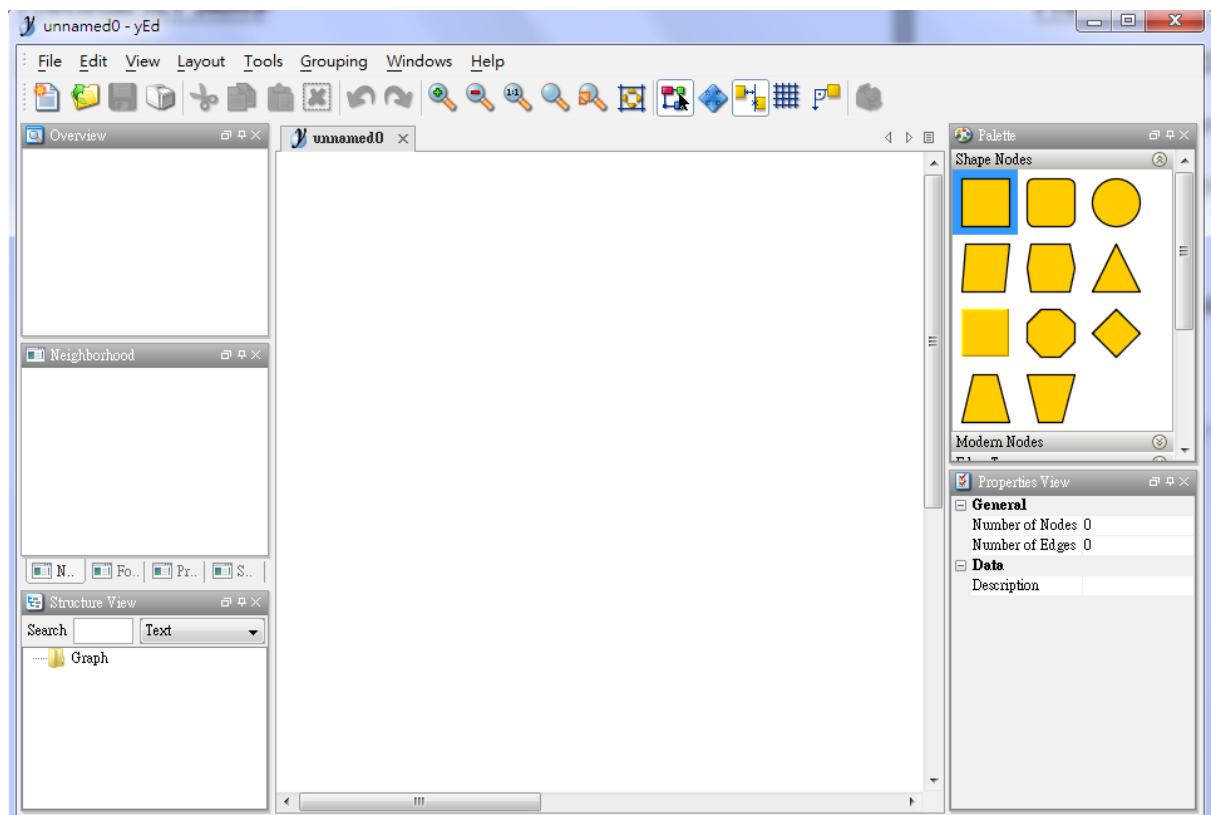 unnamed0 - yEd
File Edit View Layout Tools Grouping Windows Help
1:1
Overview
unnamed0
Palette
Shape Nodes
Neighborhood
Modern Nodes
Properties View
General
Number of Nodes 0
Number of Edges 0
Data
Description
N.. Fo.. Pr.. S..
Structure View
Search Text
Graph